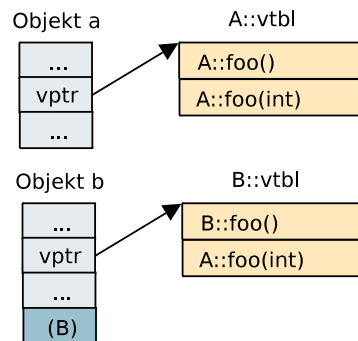 Objekt a
A::vtbl
...
A::foo()
vptr
A::foo(int)
...
Objekt b
B::vtbl
...
B::foo()
vptr
A::foo(int)
...
(B)